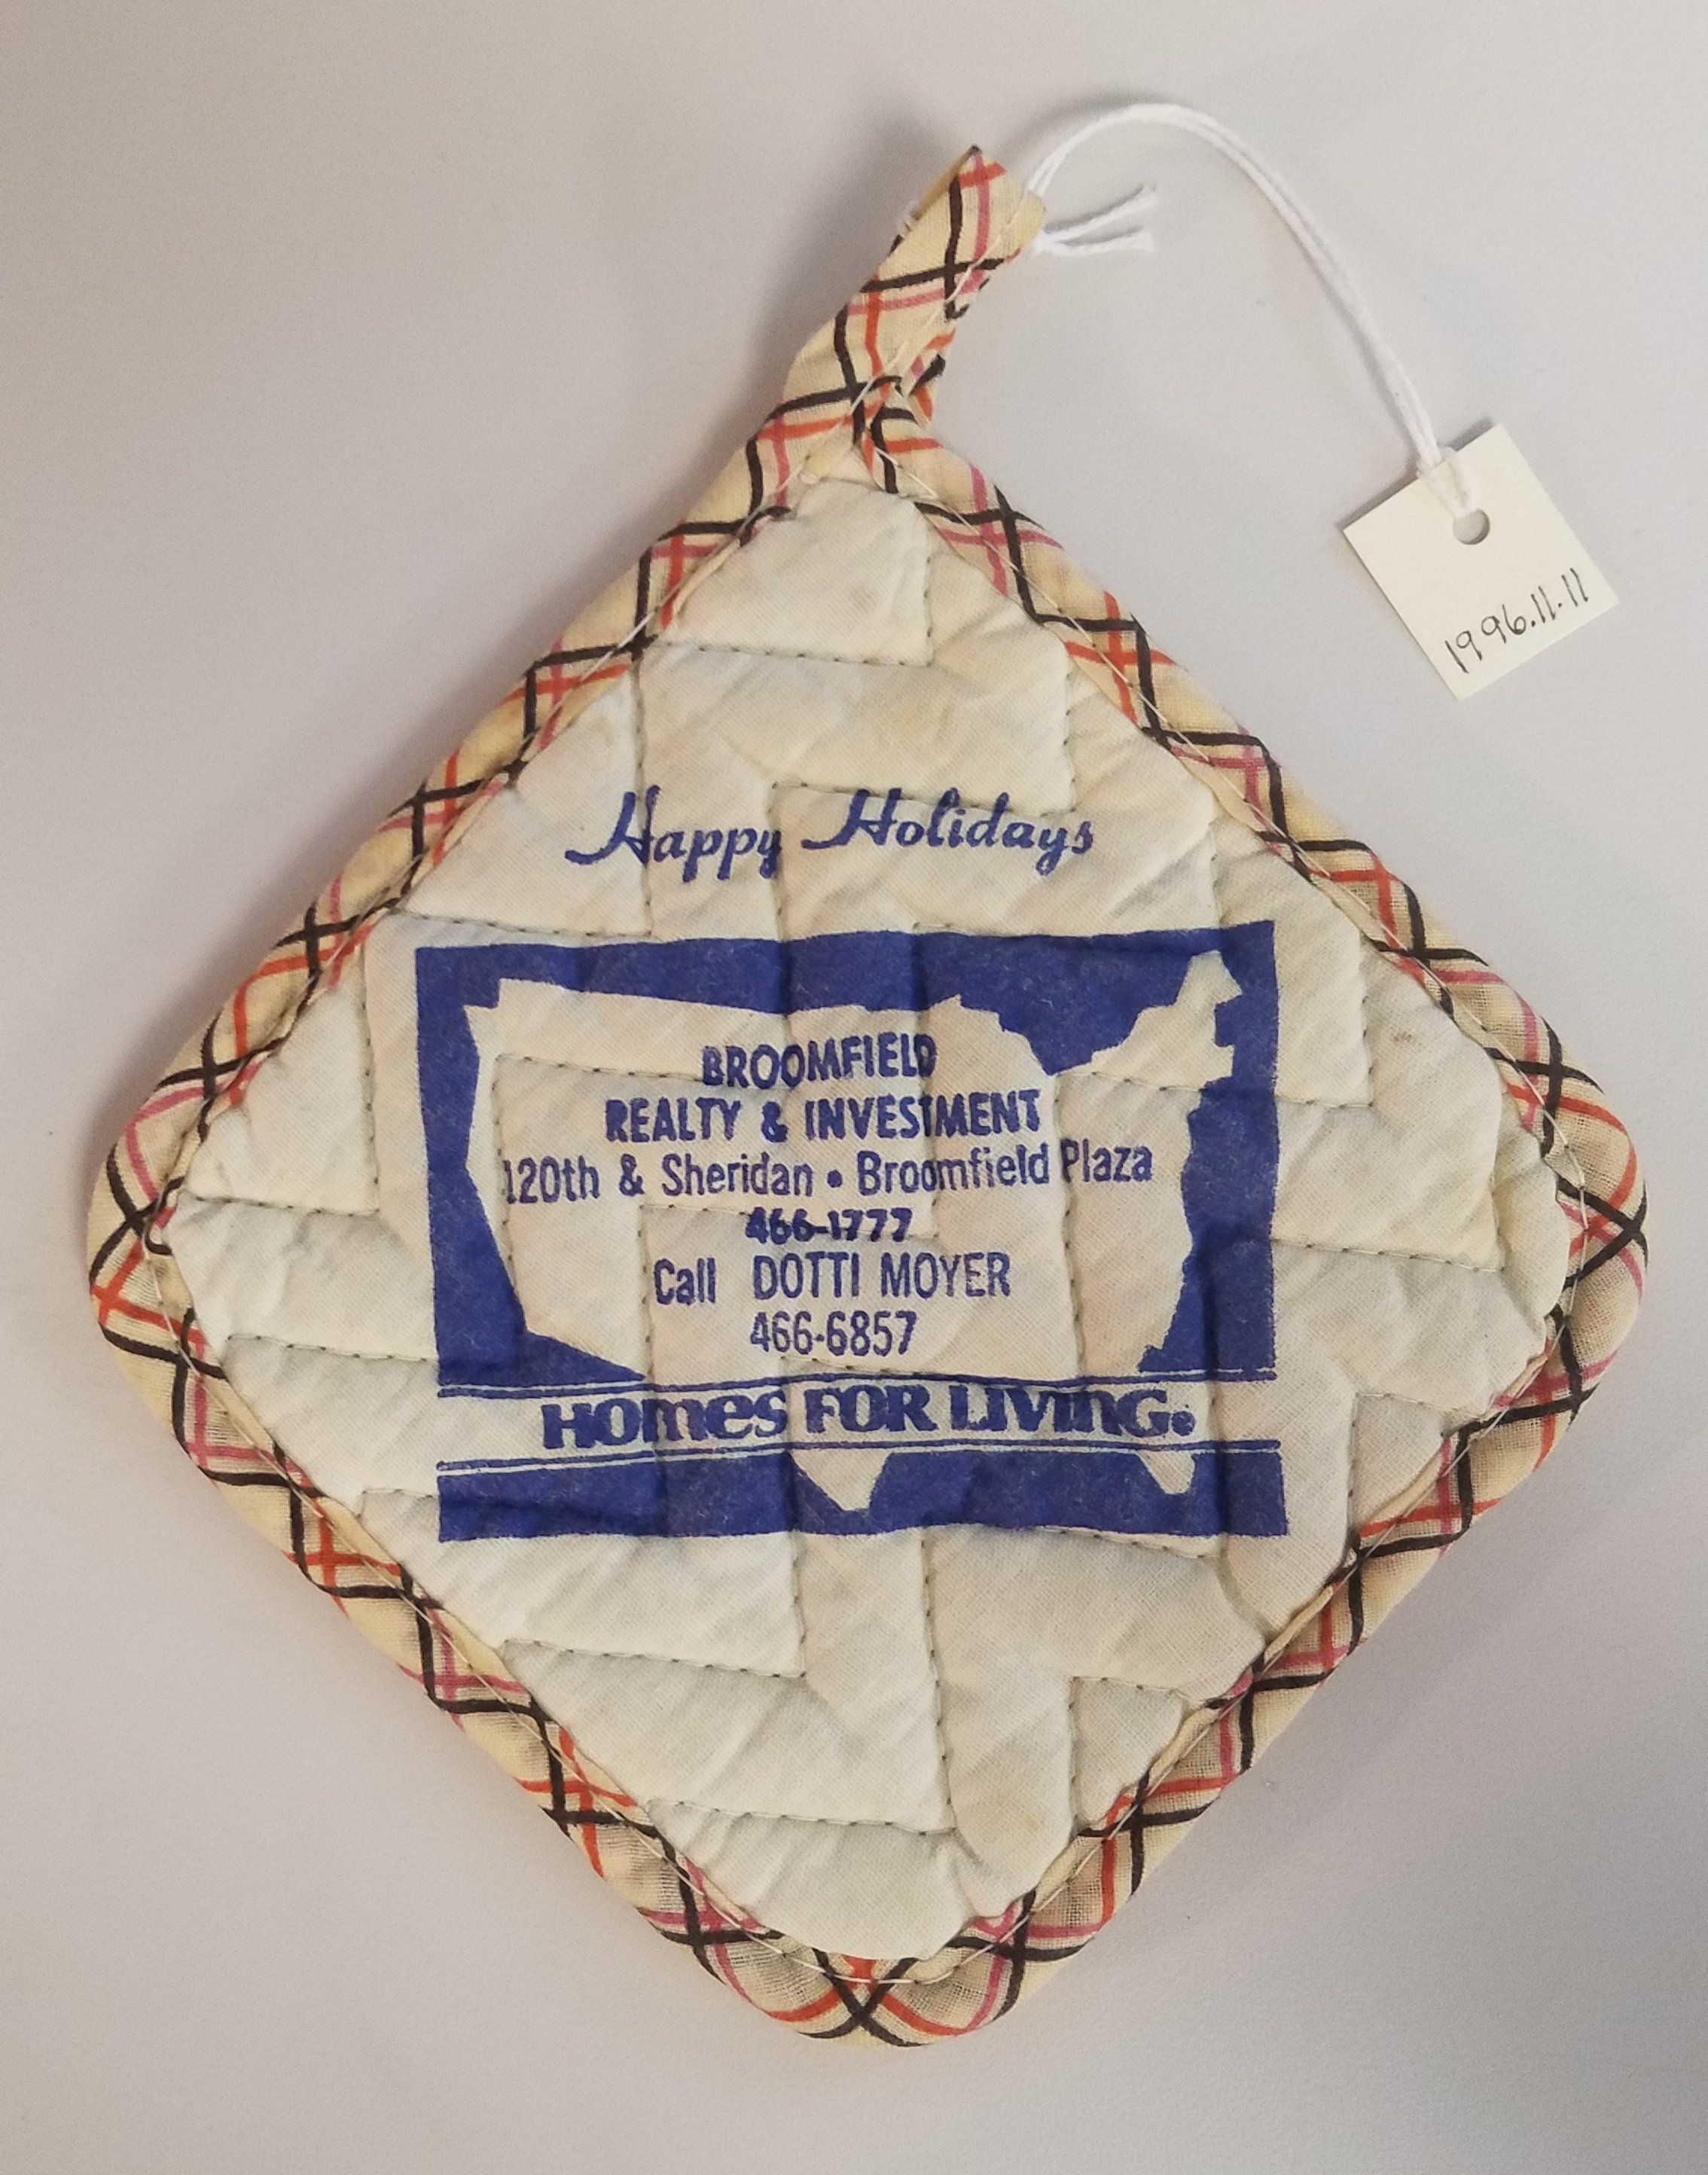 1996.11.11
Happy Holidays
BROOMFIELD
REALTY & INVESTMENT
120th & Sheridan • Broomfield Plaza
466-1777
Call DOTTI MOYER
466-6857
HOMES FOR LIVING.